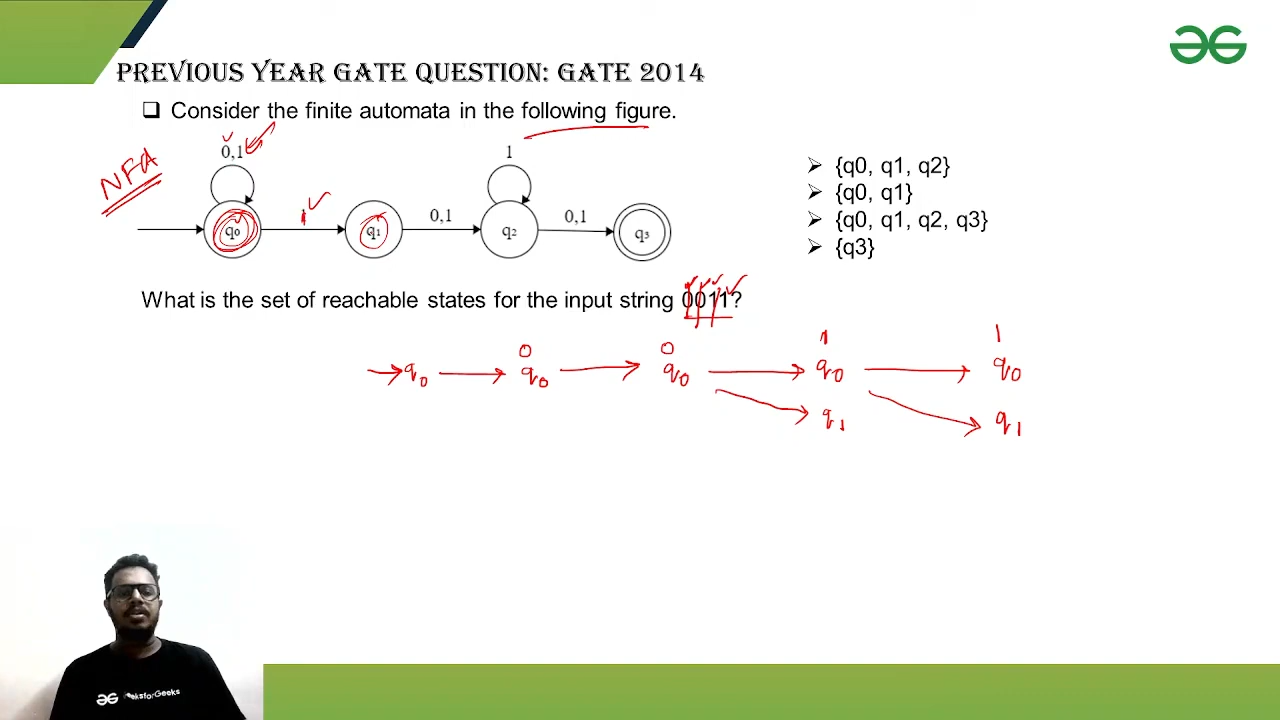 PREVIOUS YEAR GATE QUESTION: GATE 2014
❑ Consider the finite automata in the following figure.
NFA
0,1
1
1
0,1
0,1
q0
q1
q2
q3
➢ {q0, q1, q2}
➢ {q0, q1}
➢ {q0, q1, q2, q3}
➢ {q3}
What is the set of reachable states for the input string 0011?
0 0 1 1
q0 q0 q0 q0 q0
q1 q1
GeeksforGeeks